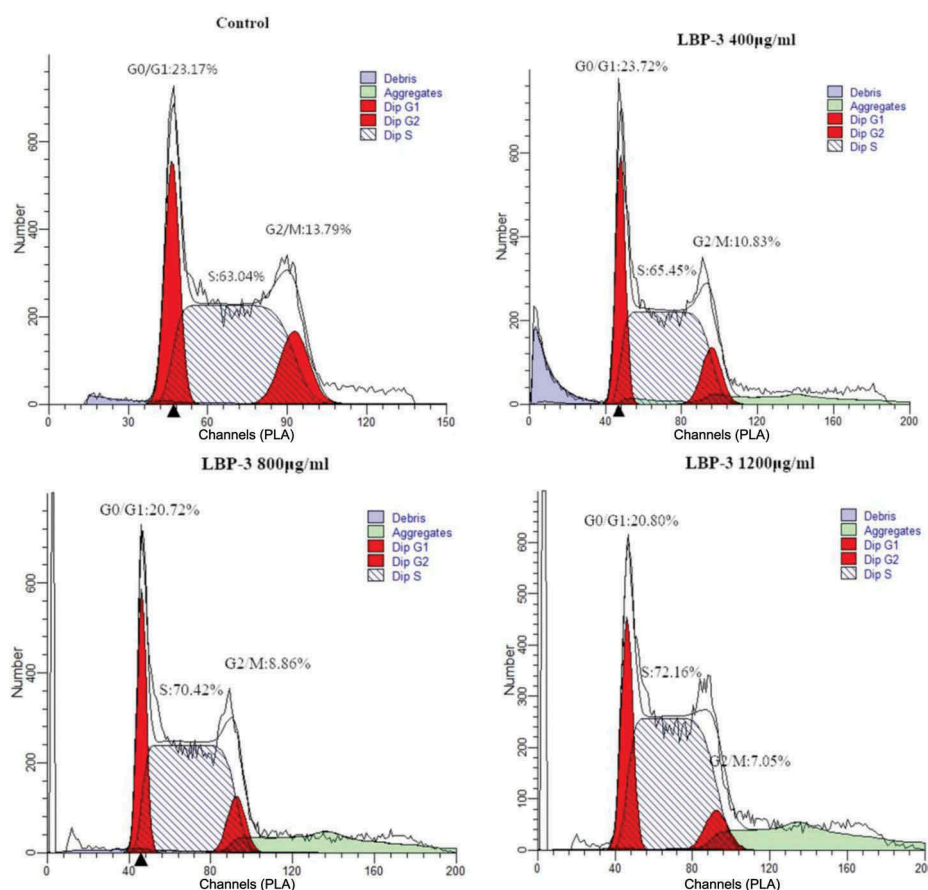 Control
G0/G1:23.17%
G2/M:13.79%
S:63.04%
Debris
Aggregates
Dip G1
Dip G2
Dip S
Number
0 200 400 600
0 30 60 90 120 150
Channels (PLA)
LBP-3 400μg/ml
G0/G1:23.72%
G2/M:10.83%
S:65.45%
Debris
Aggregates
Dip G1
Dip G2
Dip S
Number
0 200 400 600
0 40 80 120 160 200
Channels (PLA)
LBP-3 800μg/ml
G0/G1:20.72%
G2/M:8.86%
S:70.42%
Debris
Aggregates
Dip G1
Dip G2
Dip S
Number
0 200 400 600
0 40 80 120 160 200
Channels (PLA)
LBP-3 1200μg/ml
G0/G1:20.80%
S:72.16%
G2/M:7.05%
Debris
Aggregates
Dip G1
Dip G2
Dip S
Number
0 100 200 300 400 500 600
0 40 80 120 160 200
Channels (PLA)